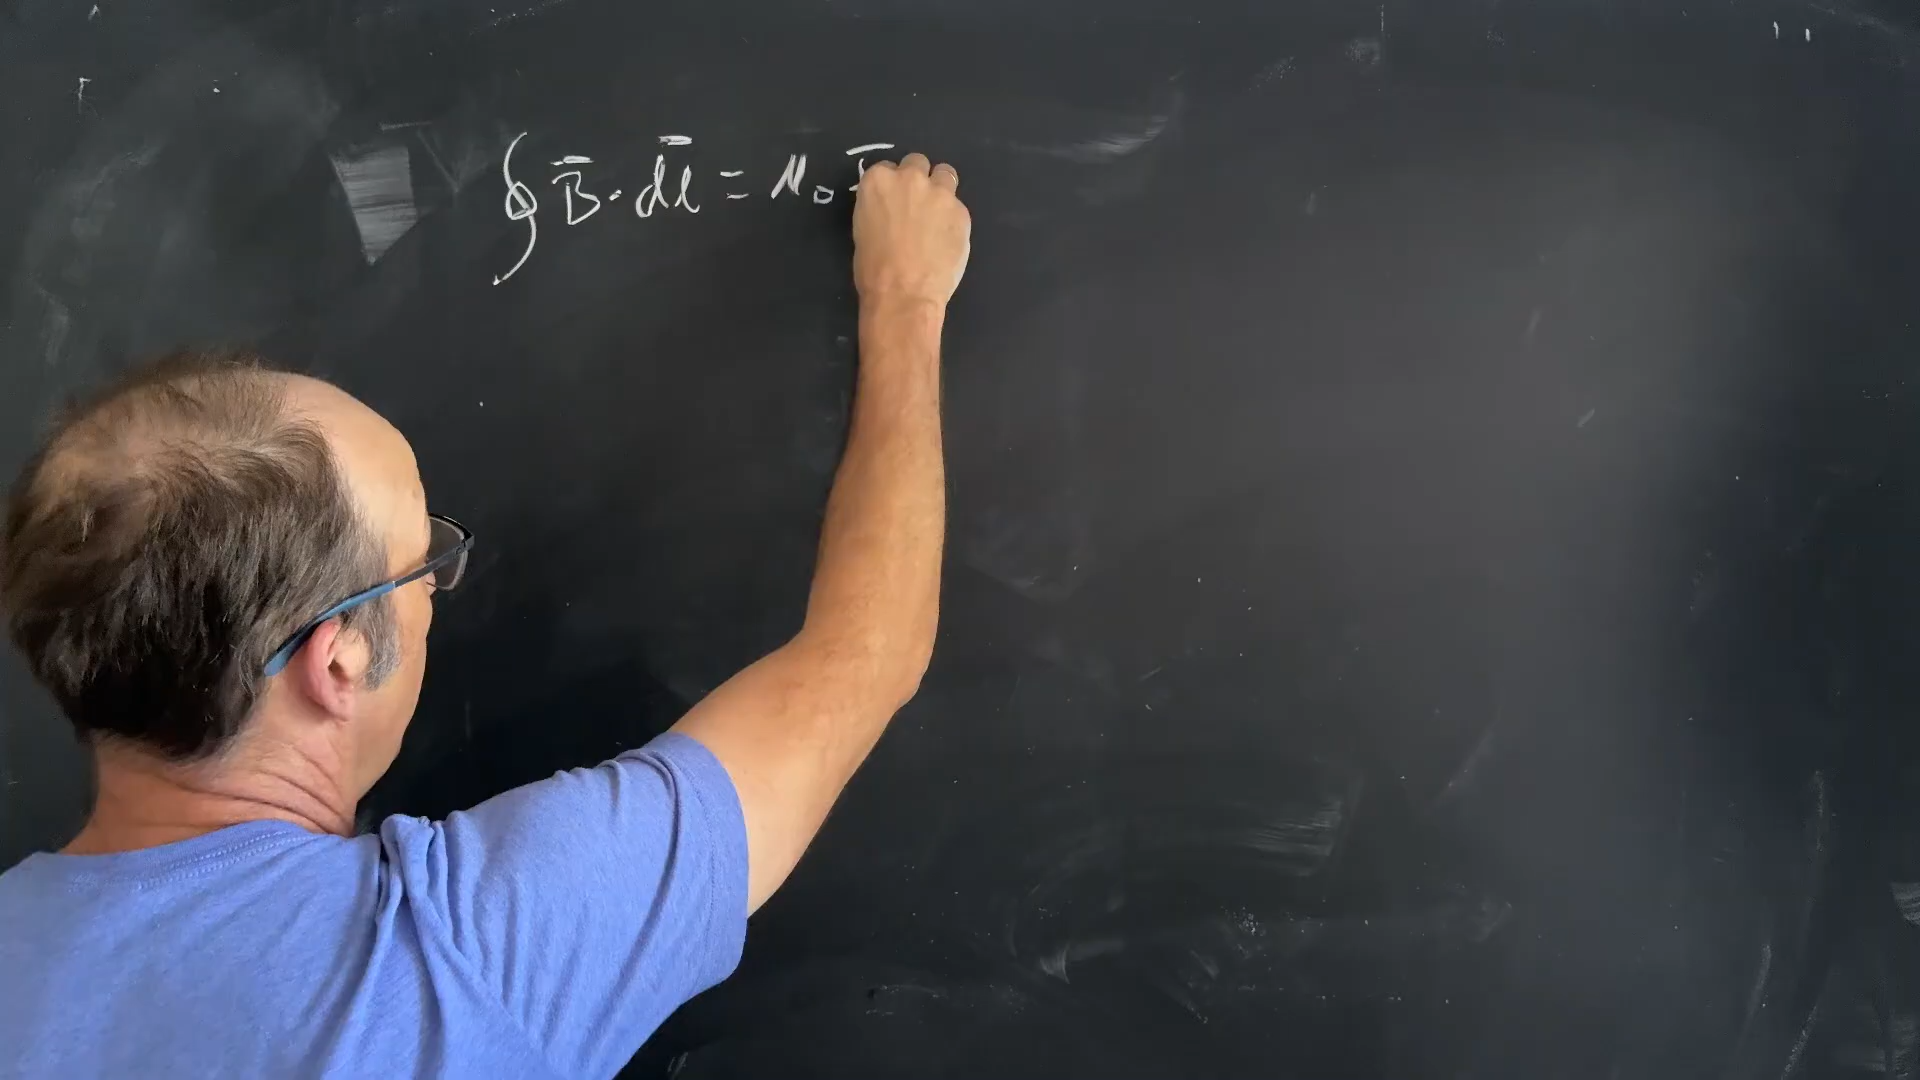 ∮ B̄ · dl̄ = μ₀ I